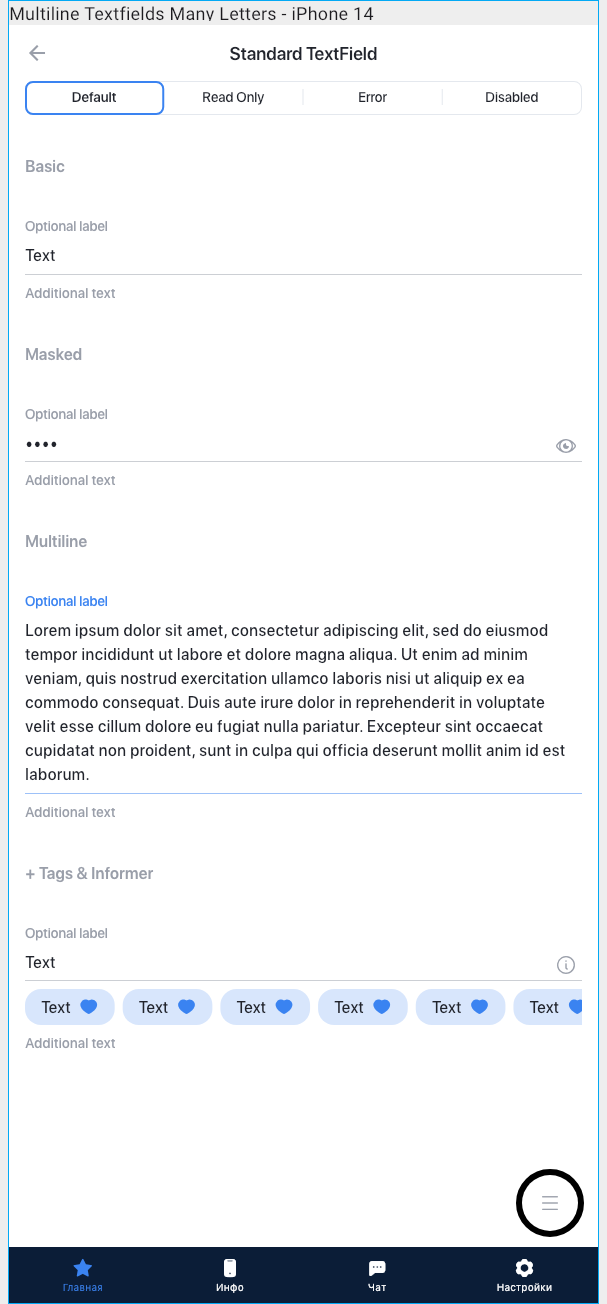 Multiline Textfields Many Letters - iPhone 14
Standard TextField
Default Read Only Error Disabled
Basic
Optional label
Text
Additional text
Masked
Optional label
••••
Additional text
Multiline
Optional label
Lorem ipsum dolor sit amet, consectetur adipiscing elit, sed do eiusmod
tempor incididunt ut labore et dolore magna aliqua. Ut enim ad minim
veniam, quis nostrud exercitation ullamco laboris nisi ut aliquip ex ea
commodo consequat. Duis aute irure dolor in reprehenderit in voluptate
velit esse cillum dolore eu fugiat nulla pariatur. Excepteur sint occaecat
cupidatat non proident, sunt in culpa qui officia deserunt mollit anim id est
laborum.
Additional text
+ Tags & Informer
Optional label
Text
Text Text Text Text Text Text
Additional text
Главная Инфо Чат Настройки